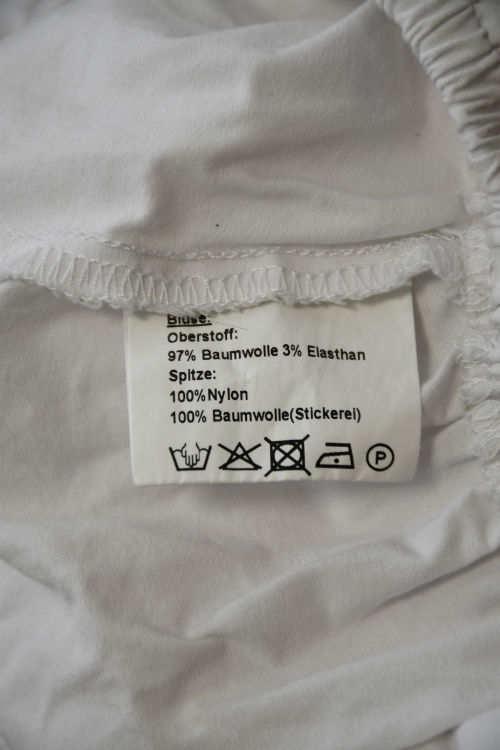 Bluse:
Oberstoff:
97% Baumwolle 3% Elasthan
Spitze:
100%Nylon
100% Baumwolle(Stickerei)
P